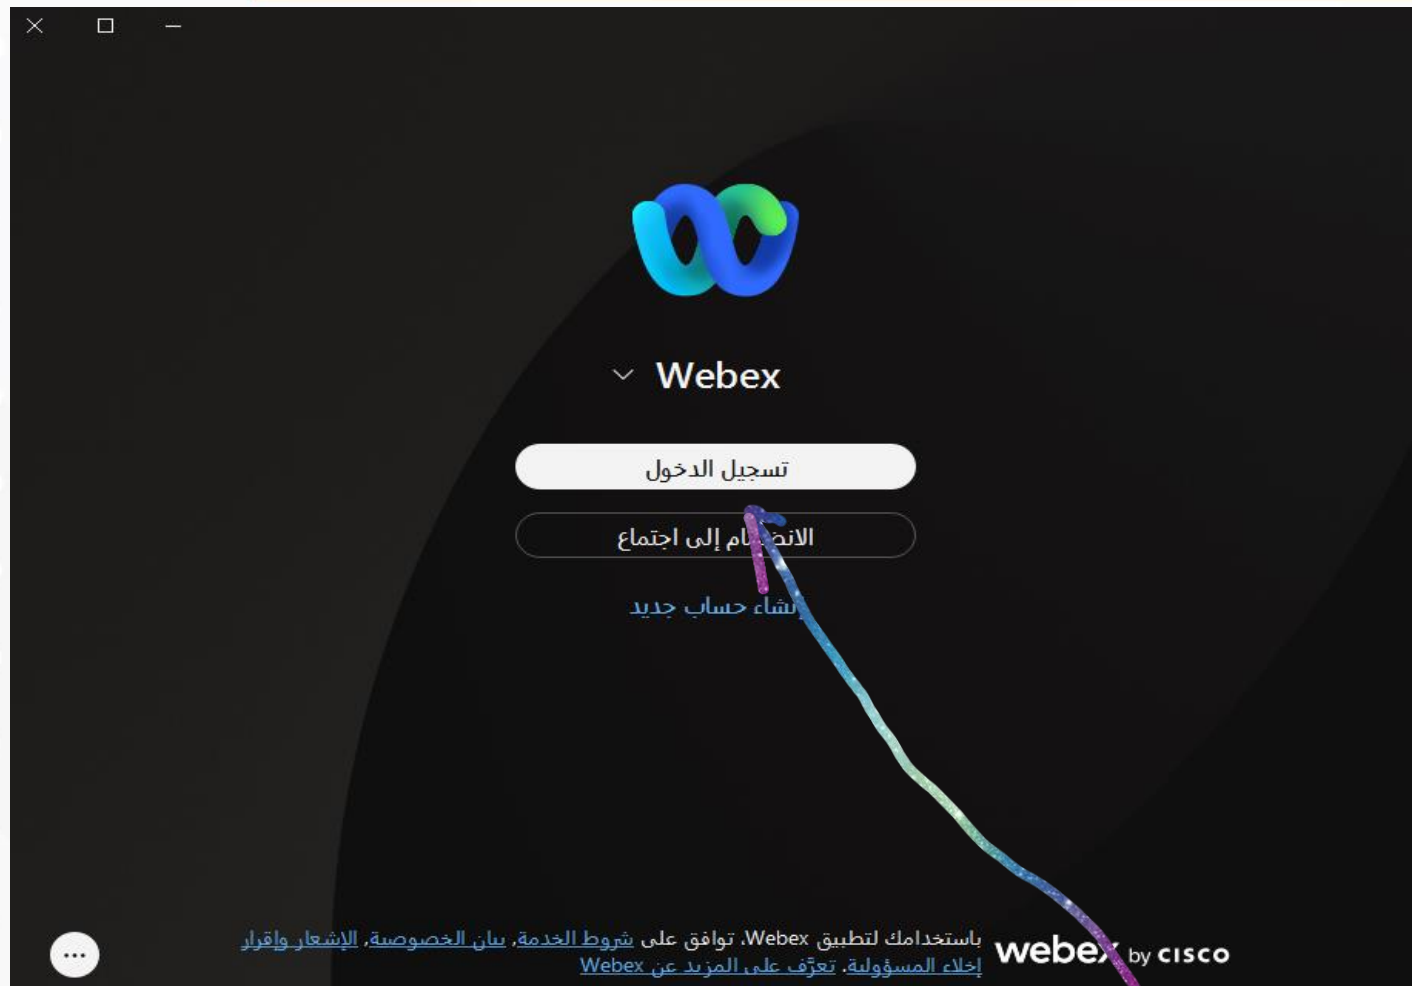 Webex
تسجيل الدخول
الانضمام إلى اجتماع
إنشاء حساب جديد
webex by CISCO
باستخدامك لتطبيق Webex، توافق على شروط الخدمة, بيان الخصوصية, الإشعار وإقرار
إخلاء المسؤولية. تعرَّف على المزيد عن Webex